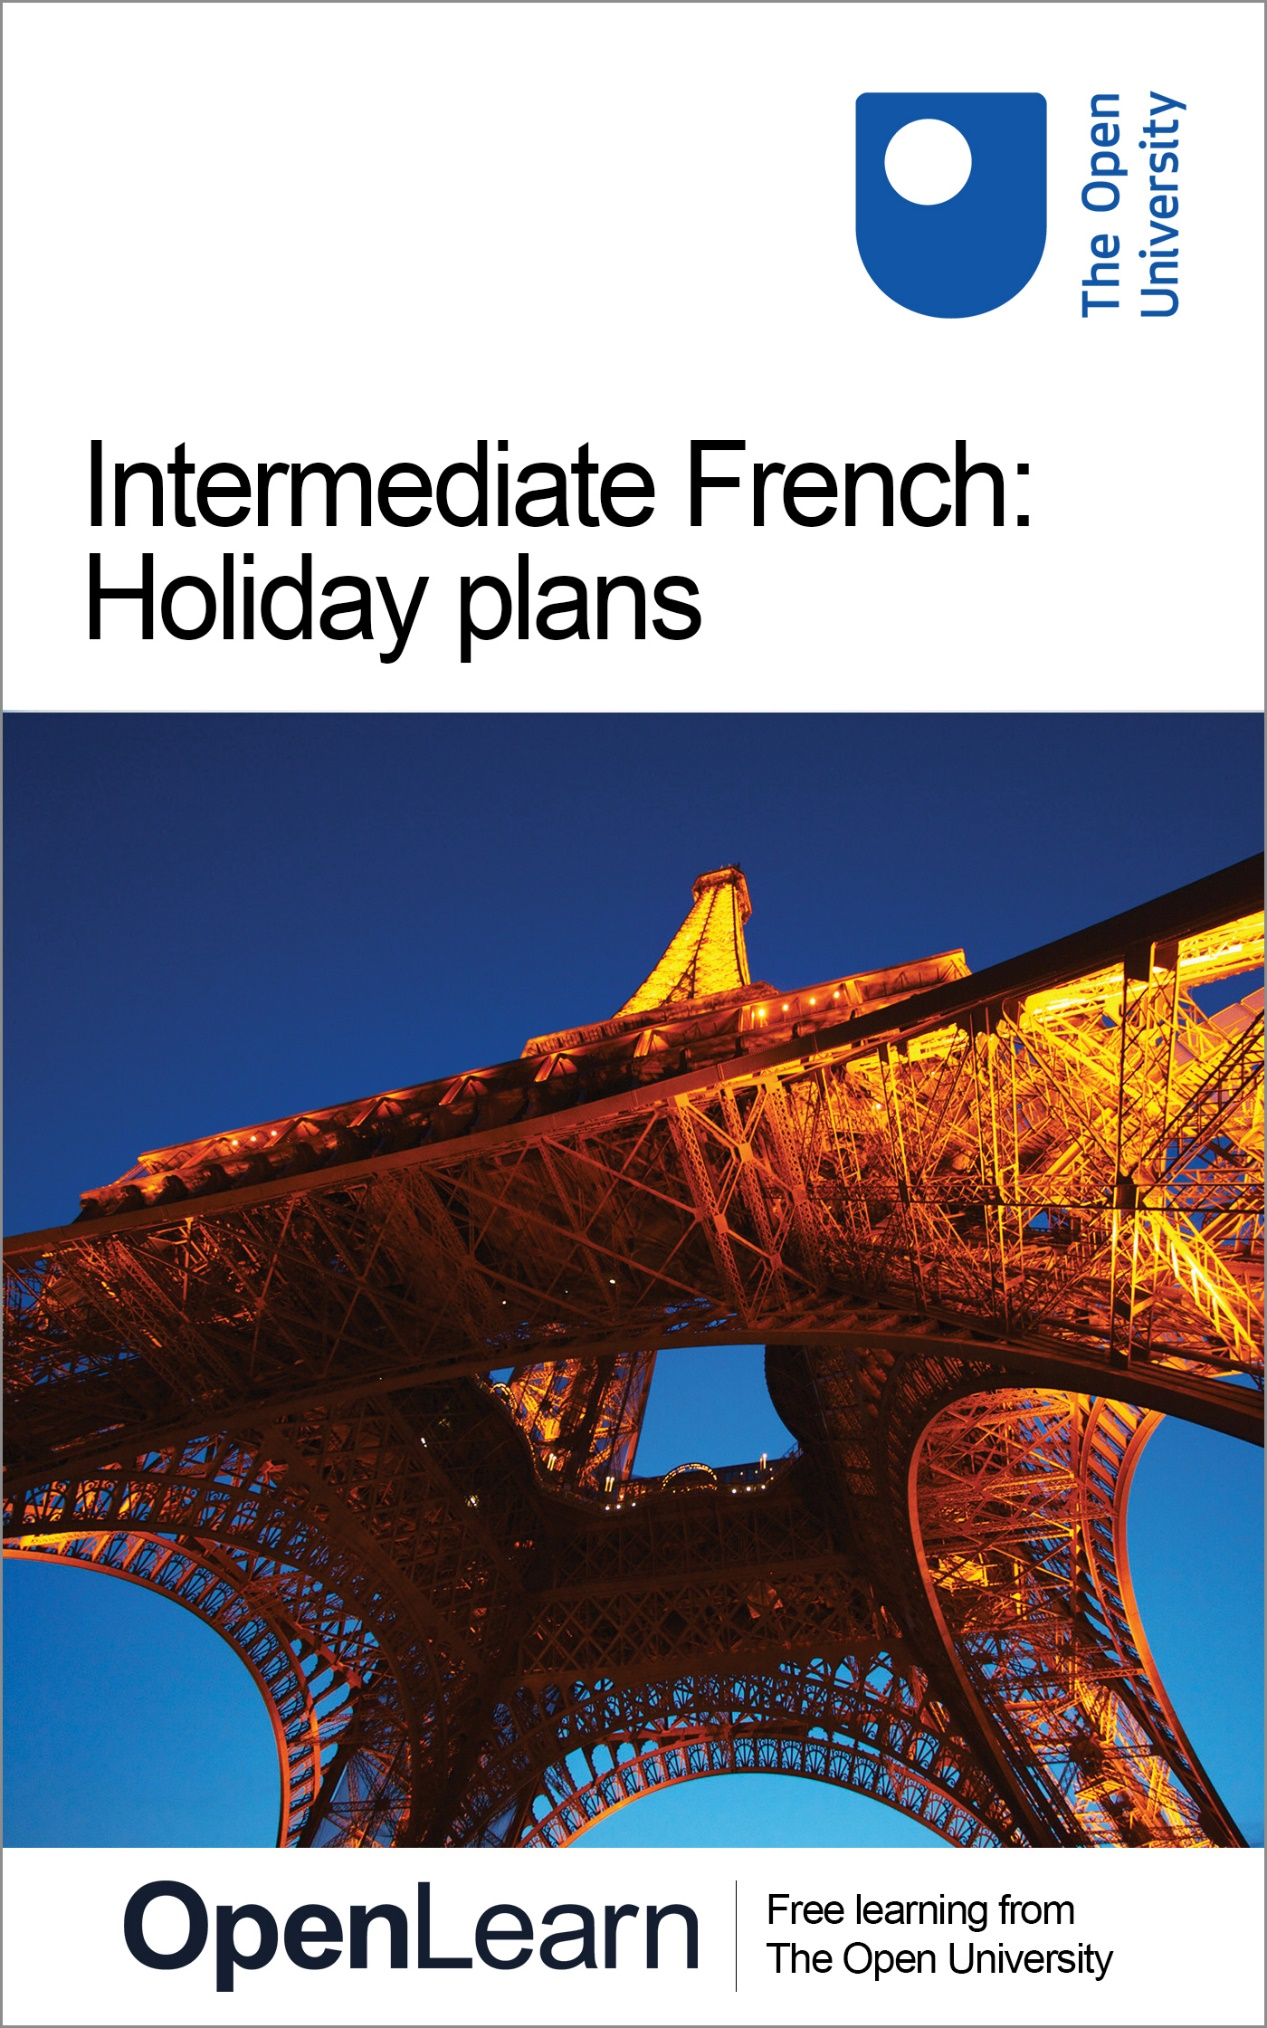 The Open
University
Intermediate French:
Holiday plans
OpenLearn
Free learning from
The Open University